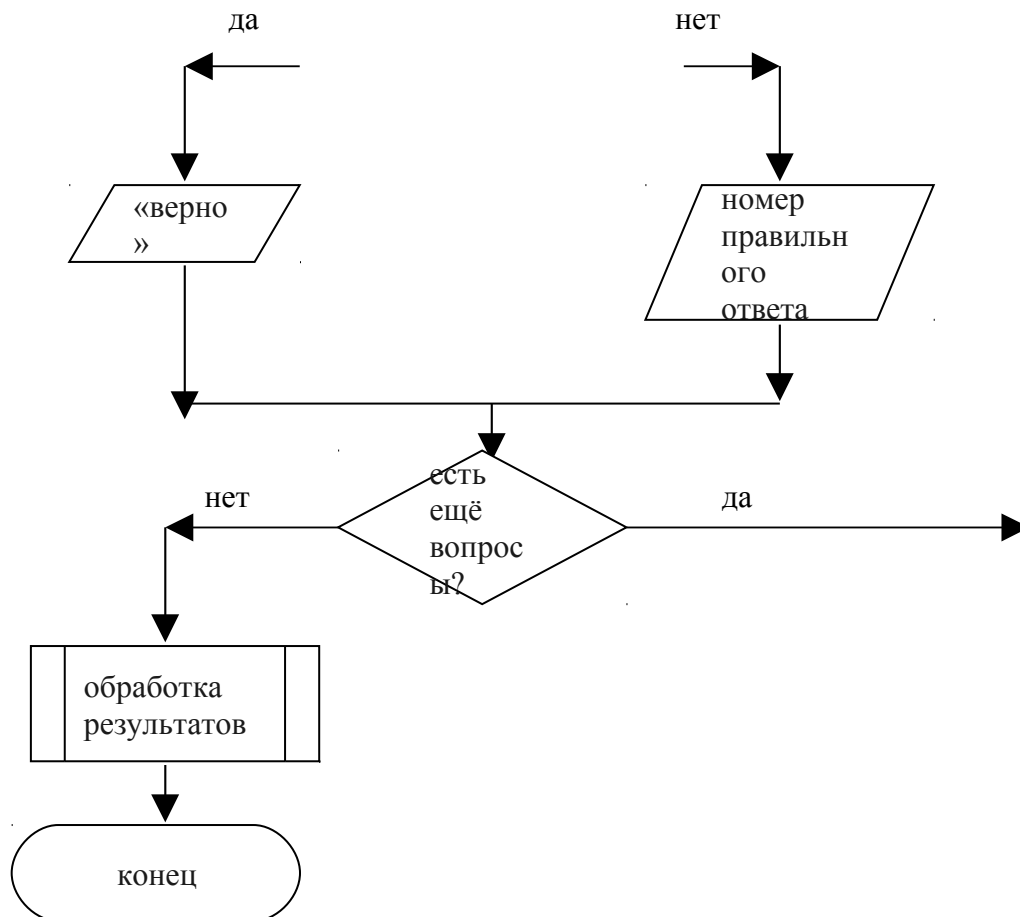 да
нет
«верно
»
номер
правильн
ого
ответа
есть
ещё
вопрос
ы?
нет
да
обработка
результатов
конец